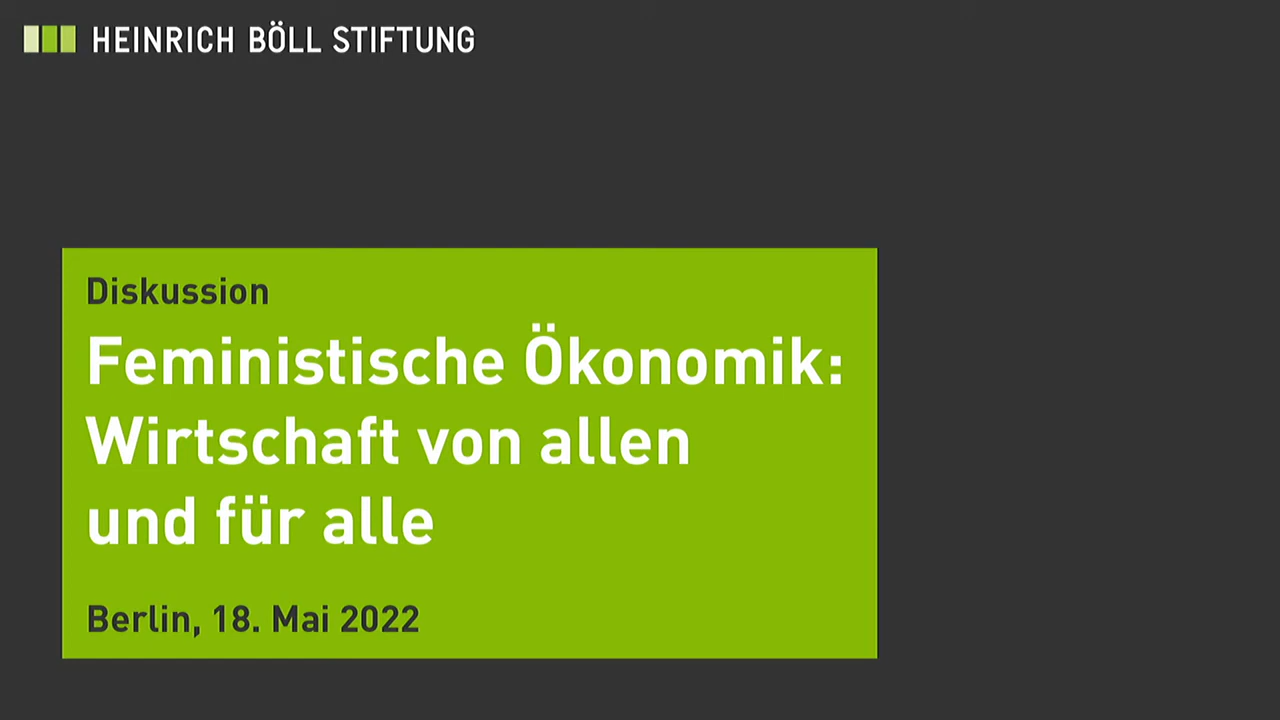 HEINRICH BÖLL STIFTUNG
Diskussion
Feministische Ökonomik:
Wirtschaft von allen
und für alle
Berlin, 18. Mai 2022